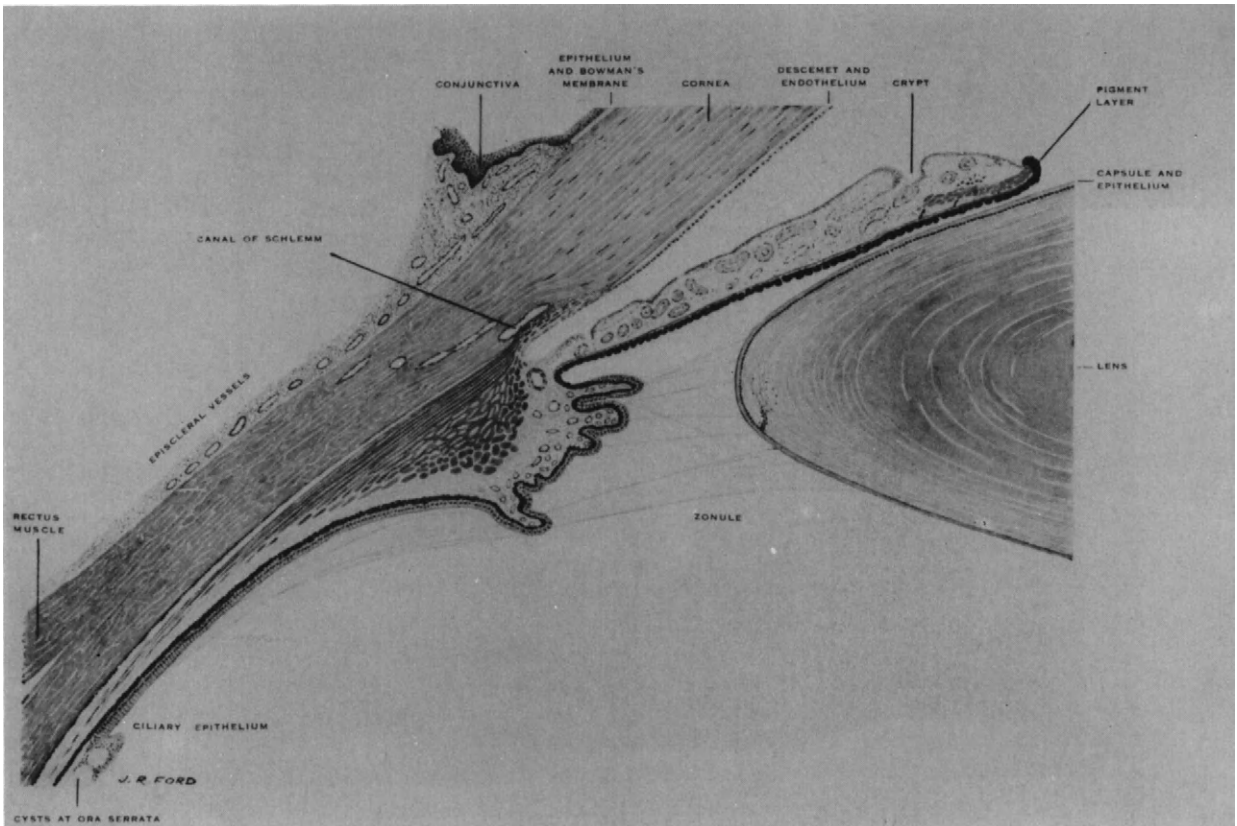 EPITHELIUM
AND BOWMAN'S
MEMBRANE
CONJUNCTIVA
CORNEA
DESCEMET AND
ENDOTHELIUM
CRYPT
PIGMENT
LAYER
CAPSULE AND
EPITHELIUM
CANAL OF SCHLEMM
LENS
EPISCLERAL VESSELS
RECTUS
MUSCLE
ZONULE
CILIARY EPITHELIUM
J. R. FORD
CYSTS AT ORA SERRATA